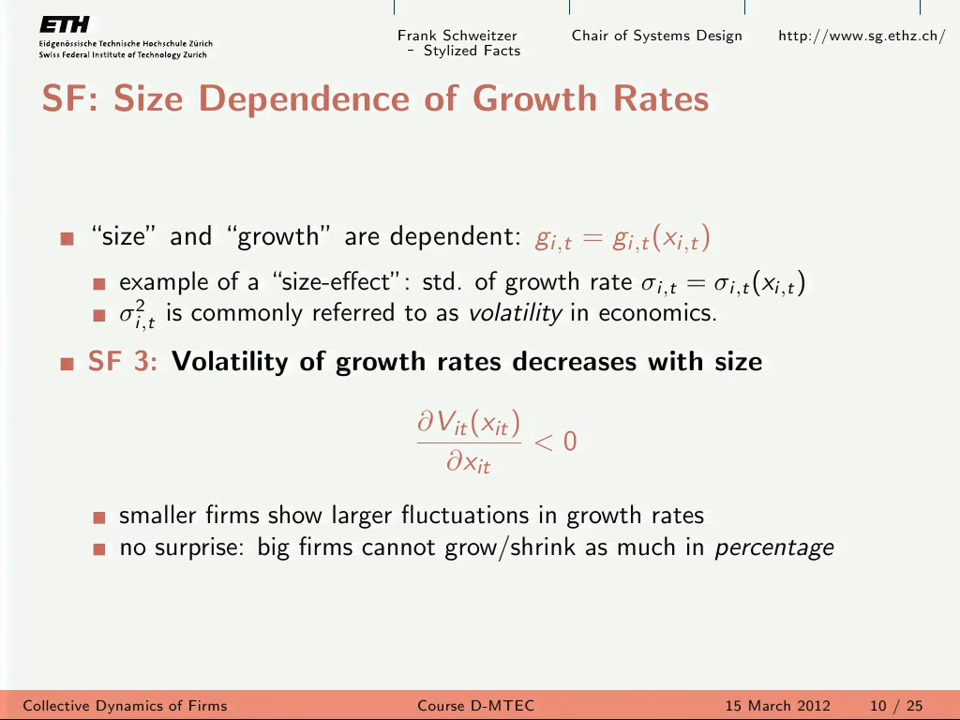 ETH
Eidgenössische Technische Hochschule Zürich
Swiss Federal Institute of Technology Zurich
Frank Schweitzer
- Stylized Facts
Chair of Systems Design
http://www.sg.ethz.ch/
SF: Size Dependence of Growth Rates
“size” and “growth” are dependent: g_{i,t} = g_{i,t}(x_{i,t})
example of a “size-effect”: std. of growth rate σ_{i,t} = σ_{i,t}(x_{i,t})
σ²_{i,t} is commonly referred to as volatility in economics.
SF 3: Volatility of growth rates decreases with size
∂V_{it}(x_{it})
∂x_{it}
< 0
smaller firms show larger fluctuations in growth rates
no surprise: big firms cannot grow/shrink as much in percentage
Collective Dynamics of Firms
Course D-MTEC
15 March 2012
10 / 25